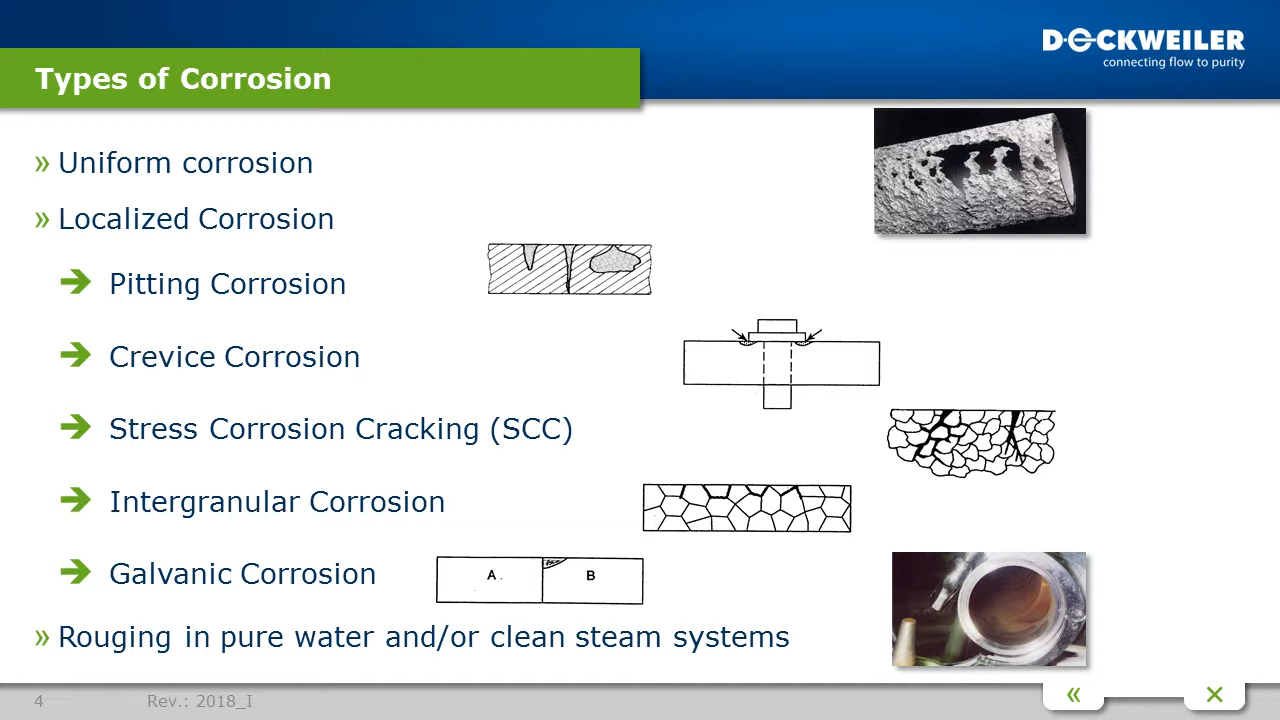 DOCKWEILER
connecting flow to purity
Types of Corrosion
» Uniform corrosion
» Localized Corrosion
➔ Pitting Corrosion
➔ Crevice Corrosion
➔ Stress Corrosion Cracking (SCC)
➔ Intergranular Corrosion
➔ Galvanic Corrosion
A. B
» Rouging in pure water and/or clean steam systems
4 Rev.: 2018_I